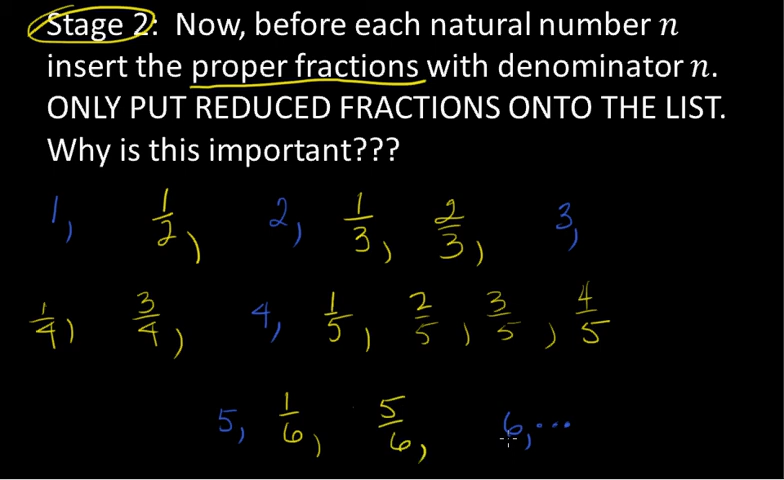 Stage 2: Now, before each natural number n
insert the proper fractions with denominator n.
ONLY PUT REDUCED FRACTIONS ONTO THE LIST.
Why is this important???
1, 1/2, 2, 1/3, 2/3, 3,
1/4, 3/4, 4, 1/5, 2/5, 3/5, 4/5
5, 1/6, 5/6, 6, ...